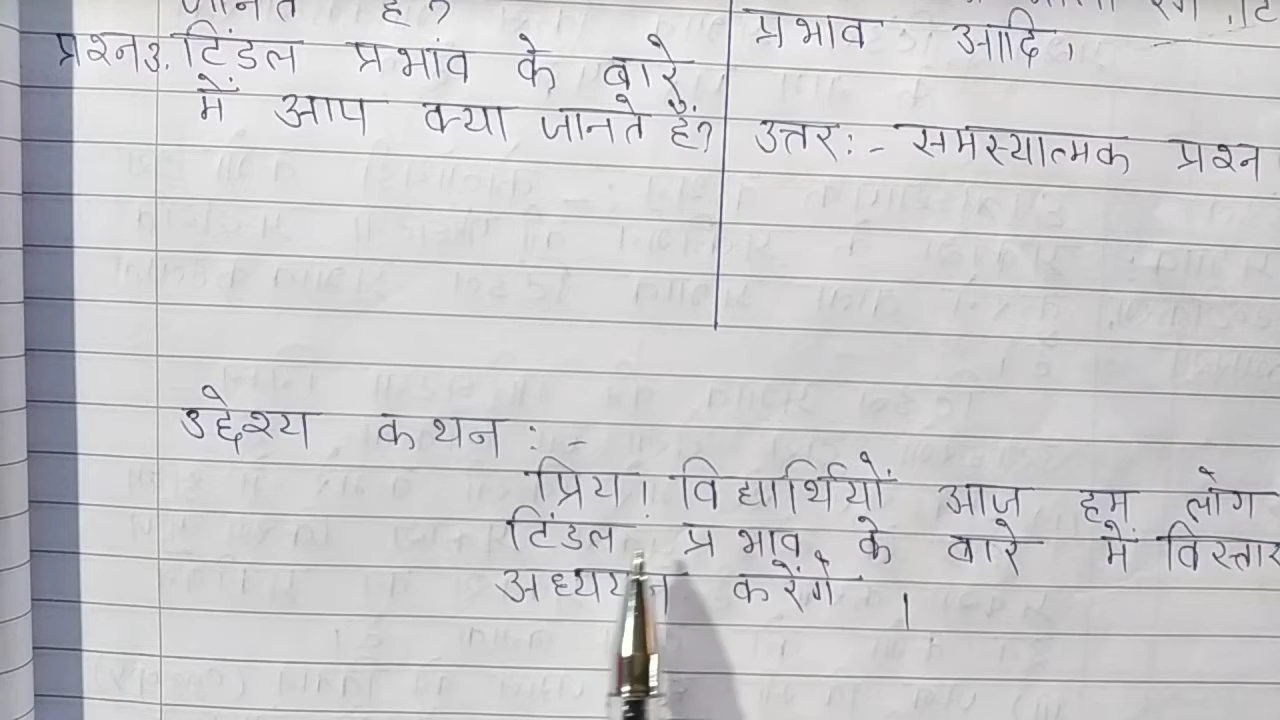 जानते है?
प्रश्न3. टिंडल प्रभांव के बारे
में आप क्या जानते है?
प्रभाव आदि,
उत्तर:- समस्यात्मक प्रश्न
उद्देश्य कथन :-
प्रिय! विद्यार्थियों आज हम लोग
टिंडल प्रभाव के बारे में विस्तार
अध्ययन करेंगे ।